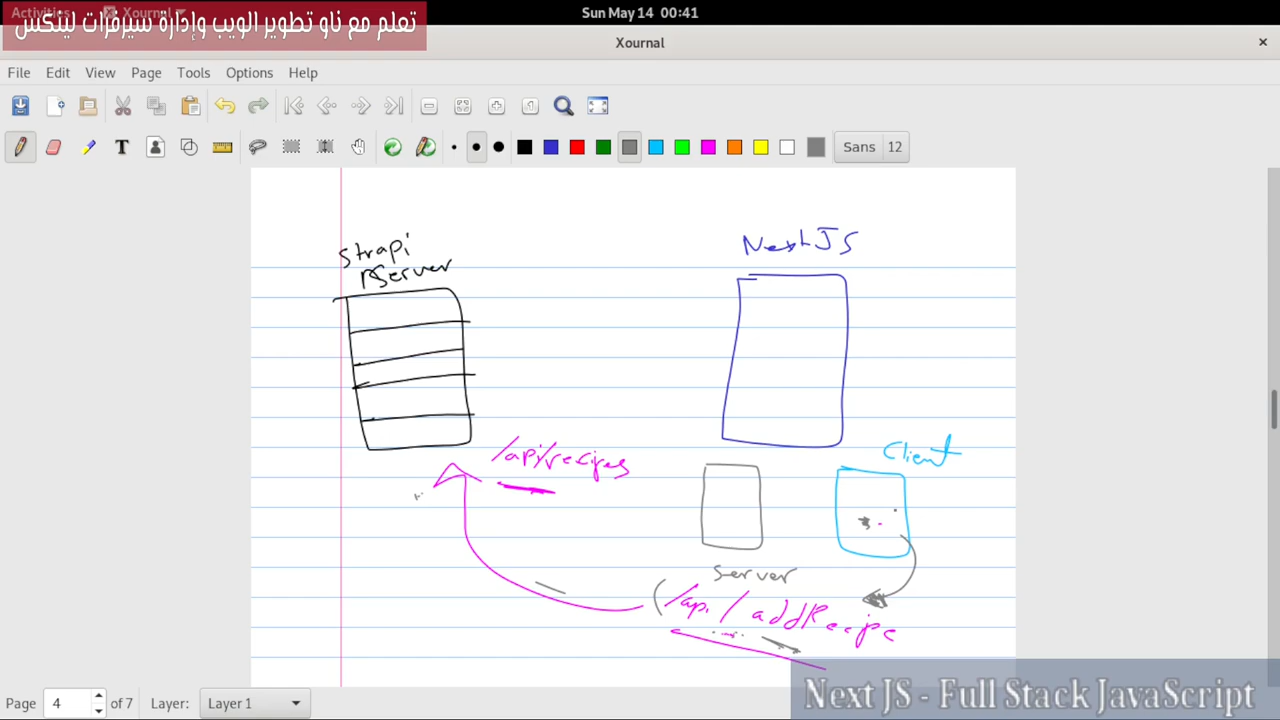 Activities Xournal Sun May 14 00:41
تعلم مع ناو تطوير الويب وإدارة سيرفرات لينكس
Xournal
File Edit View Page Tools Options Help
Sans 12
strapi
Server
NextJS
Client
/api/recipes
server
(/api/addRecipe
Page 4 of 7 Layer: Layer 1
Next JS - Full Stack JavaScript